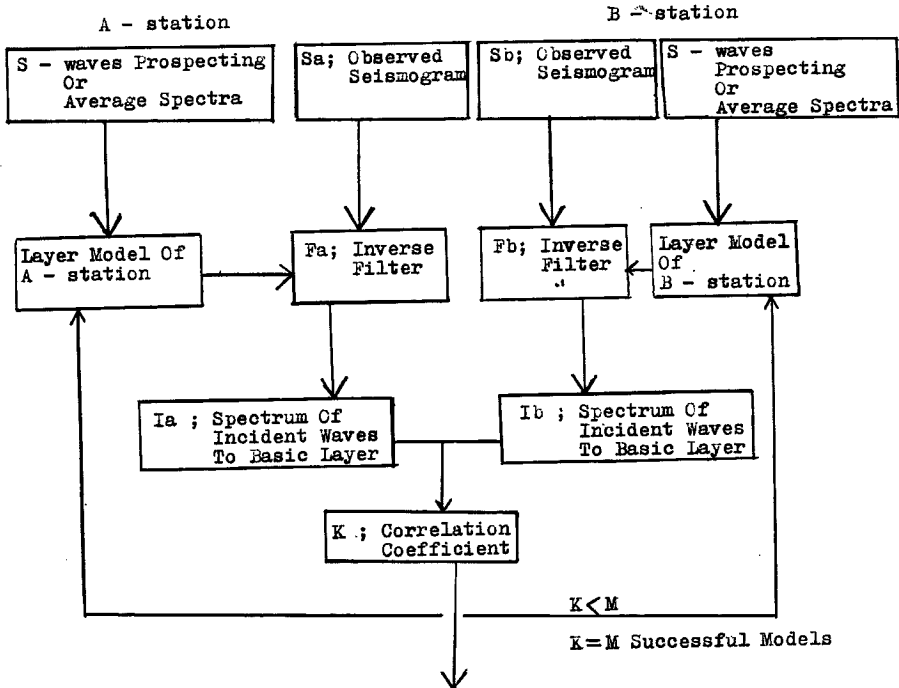 A - station
B - station
S - waves Prospecting
Or
Average Spectra
Sa; Observed
Seismogram
Sb; Observed
Seismogram
S - waves
Prospecting
Or
Average Spectra
Layer Model Of
A - station
Fa; Inverse
Filter
Fb; Inverse
Filter
Layer Model
Of
B - station
Ia ; Spectrum Of
Incident Waves
To Basic Layer
Ib ; Spectrum Of
Incident Waves
To Basic Layer
K ; Correlation
Coefficient
K<M
K=M Successful Models